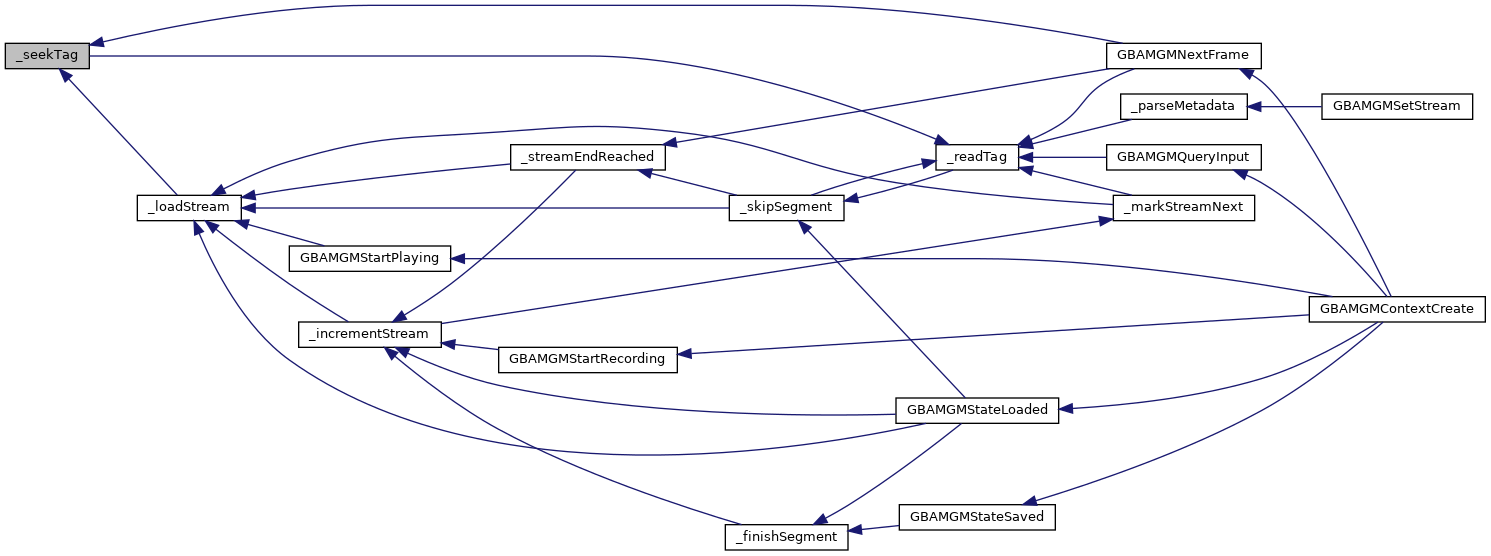 _seekTag
GBAMGMNextFrame
_parseMetadata
GBAMGMSetStream
_streamEndReached
_readTag
GBAMGMQueryInput
_loadStream
_skipSegment
_markStreamNext
GBAMGMStartPlaying
GBAMGMContextCreate
_incrementStream
GBAMGMStartRecording
GBAMGMStateLoaded
GBAMGMStateSaved
_finishSegment